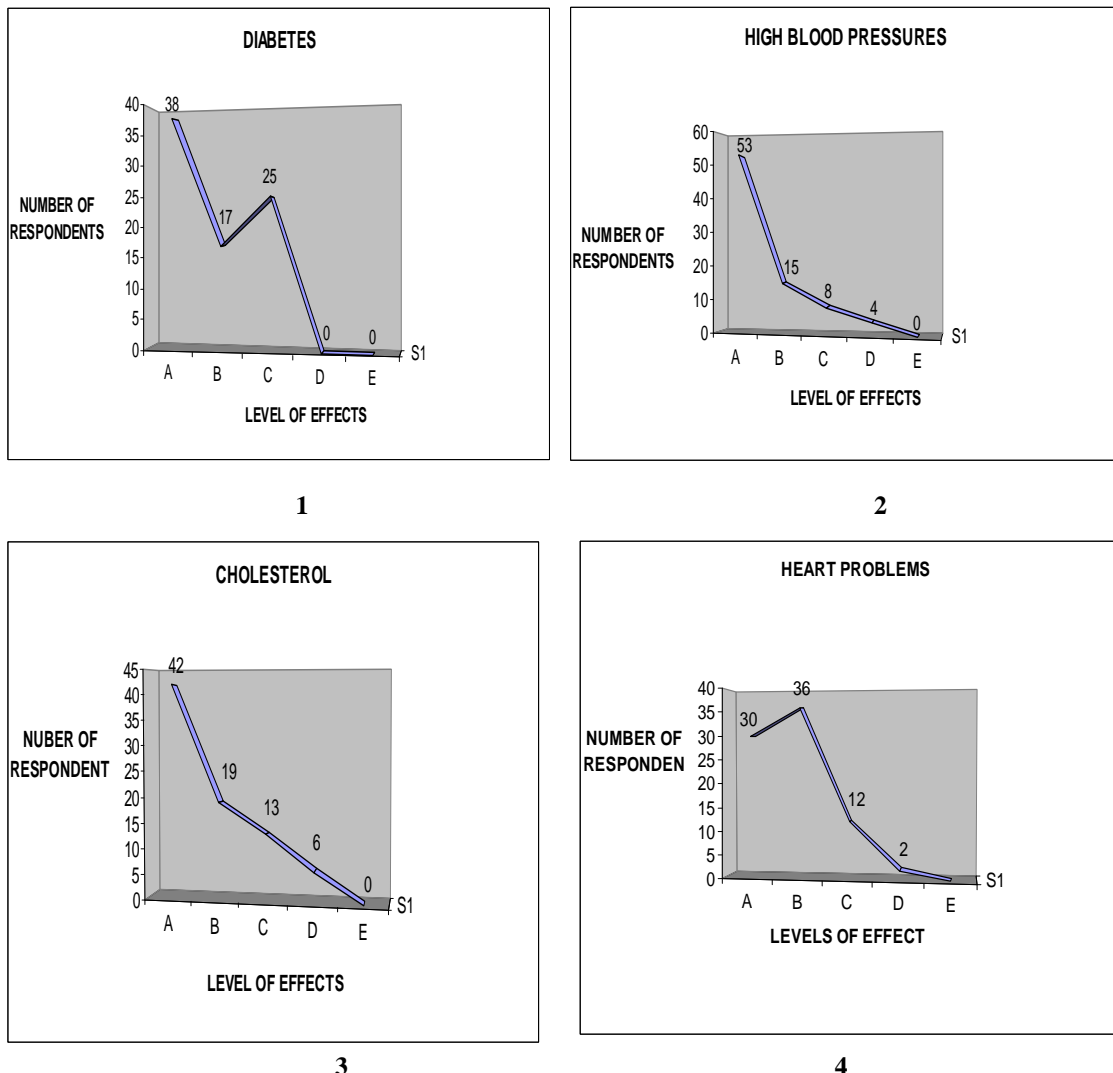 DIABETES
40
35
30
25
20
15
10
5
0
38
17
25
0
0
NUMBER OF
RESPONDENTS
A B C D E
S1
LEVEL OF EFFECTS
1
HIGH BLOOD PRESSURES
60
50
40
30
20
10
0
53
15
8
4
0
NUMBER OF
RESPONDENTS
A B C D E
S1
LEVEL OF EFFECTS
2
CHOLESTEROL
45
40
35
30
25
20
15
10
5
0
42
19
13
6
0
NUBER OF
RESPONDENT
A B C D E
S1
LEVEL OF EFFECTS
3
HEART PROBLEMS
40
35
30
25
20
15
10
5
0
30
36
12
2
NUMBER OF
RESPONDEN
A B C D E
S1
LEVELS OF EFFECT
4